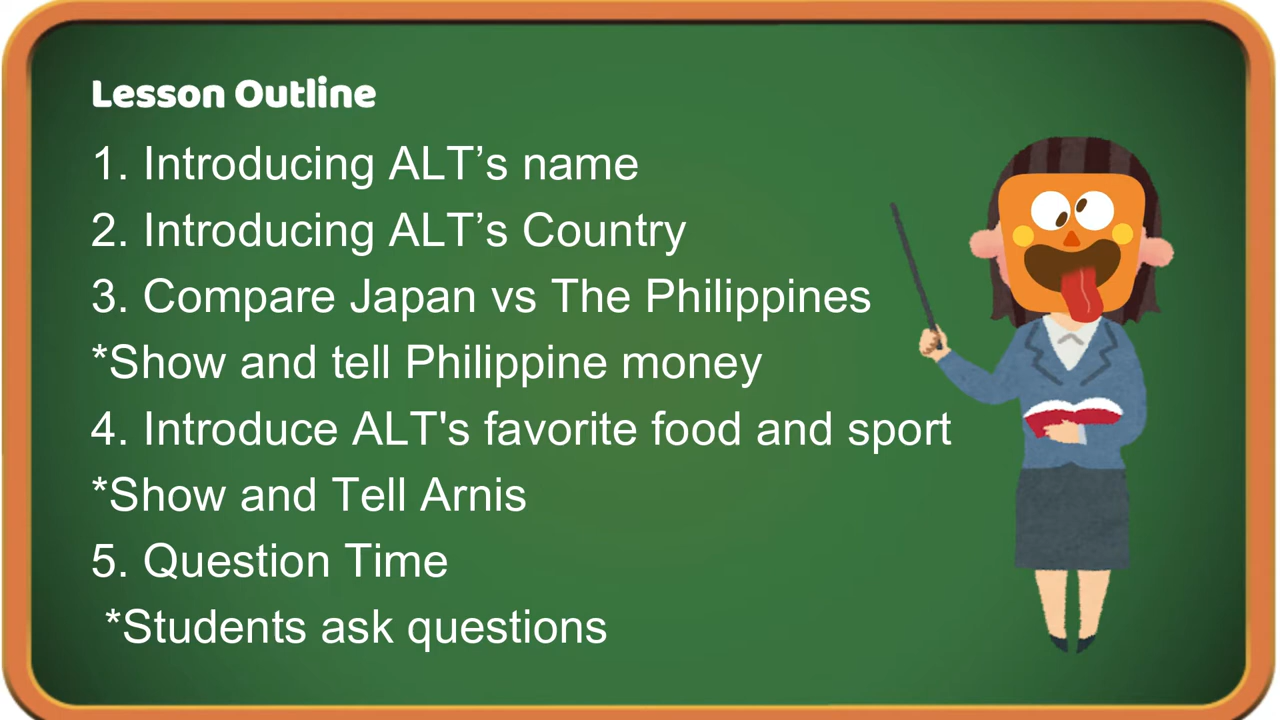 Lesson Outline
1. Introducing ALT’s name
2. Introducing ALT’s Country
3. Compare Japan vs The Philippines
*Show and tell Philippine money
4. Introduce ALT's favorite food and sport
*Show and Tell Arnis
5. Question Time
*Students ask questions